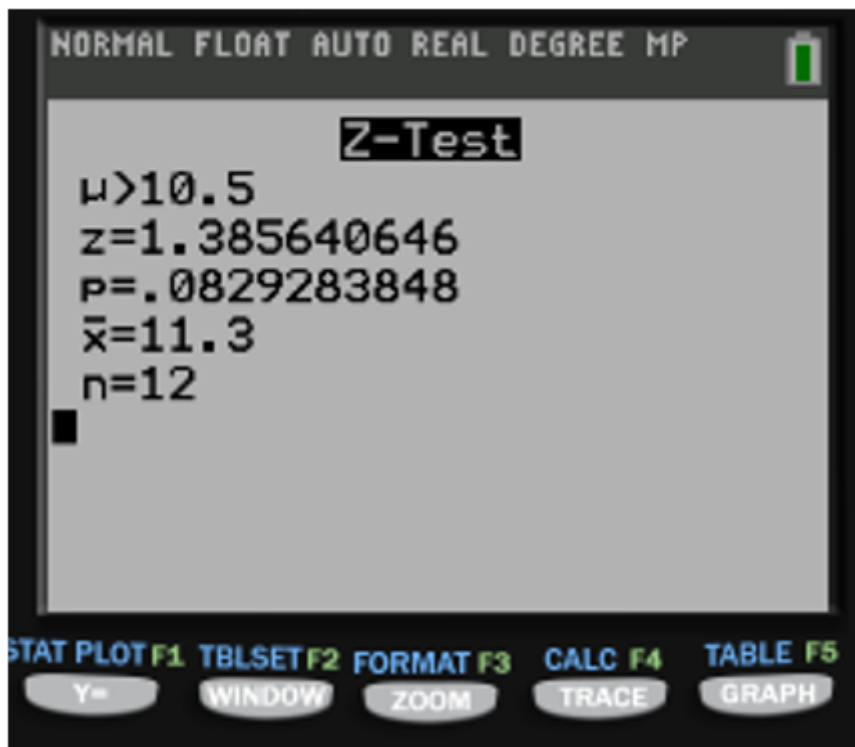 NORMAL FLOAT AUTO REAL DEGREE MP
Z-Test
μ>10.5
z=1.385640646
p=.0829283848
x̄=11.3
n=12
STAT PLOT F1 TBLSET F2 FORMAT F3 CALC F4 TABLE F5
Y= WINDOW ZOOM TRACE GRAPH